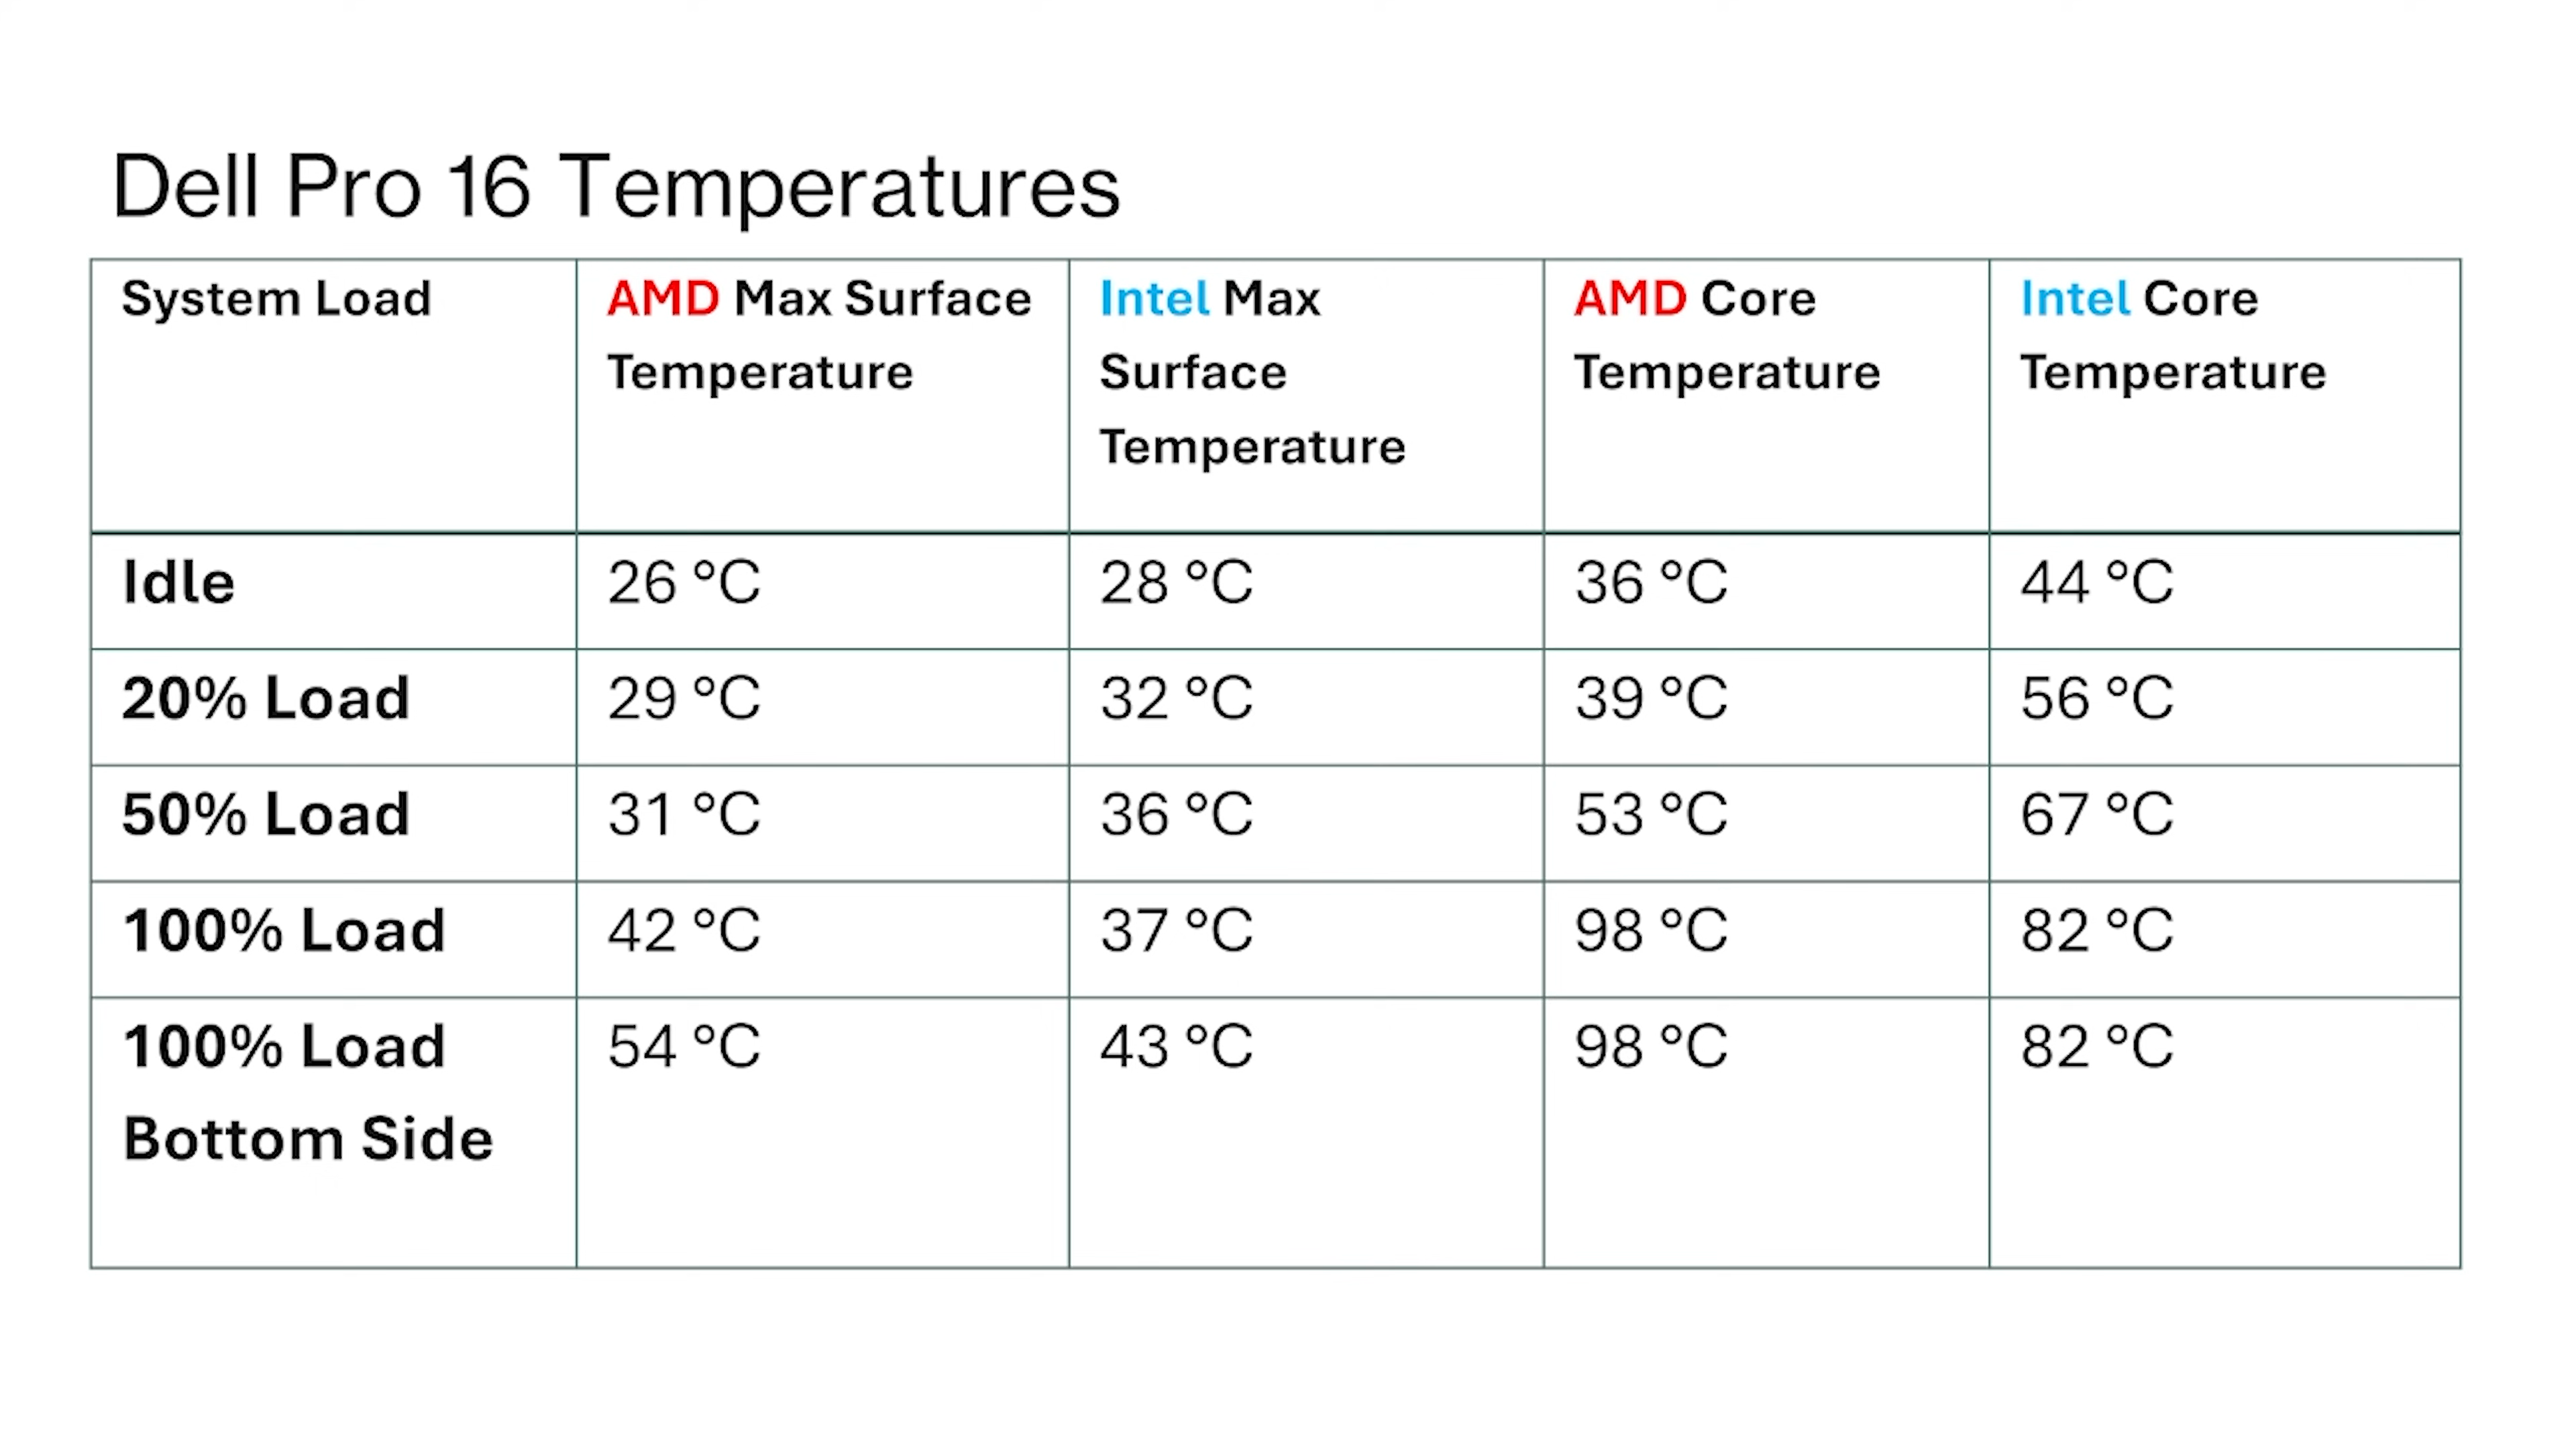 Dell Pro 16 Temperatures
System Load
AMD Max Surface
Temperature
Intel Max
Surface
Temperature
AMD Core
Temperature
Intel Core
Temperature
Idle
26 °C
28 °C
36 °C
44 °C
20% Load
29 °C
32 °C
39 °C
56 °C
50% Load
31 °C
36 °C
53 °C
67 °C
100% Load
42 °C
37 °C
98 °C
82 °C
100% Load
Bottom Side
54 °C
43 °C
98 °C
82 °C